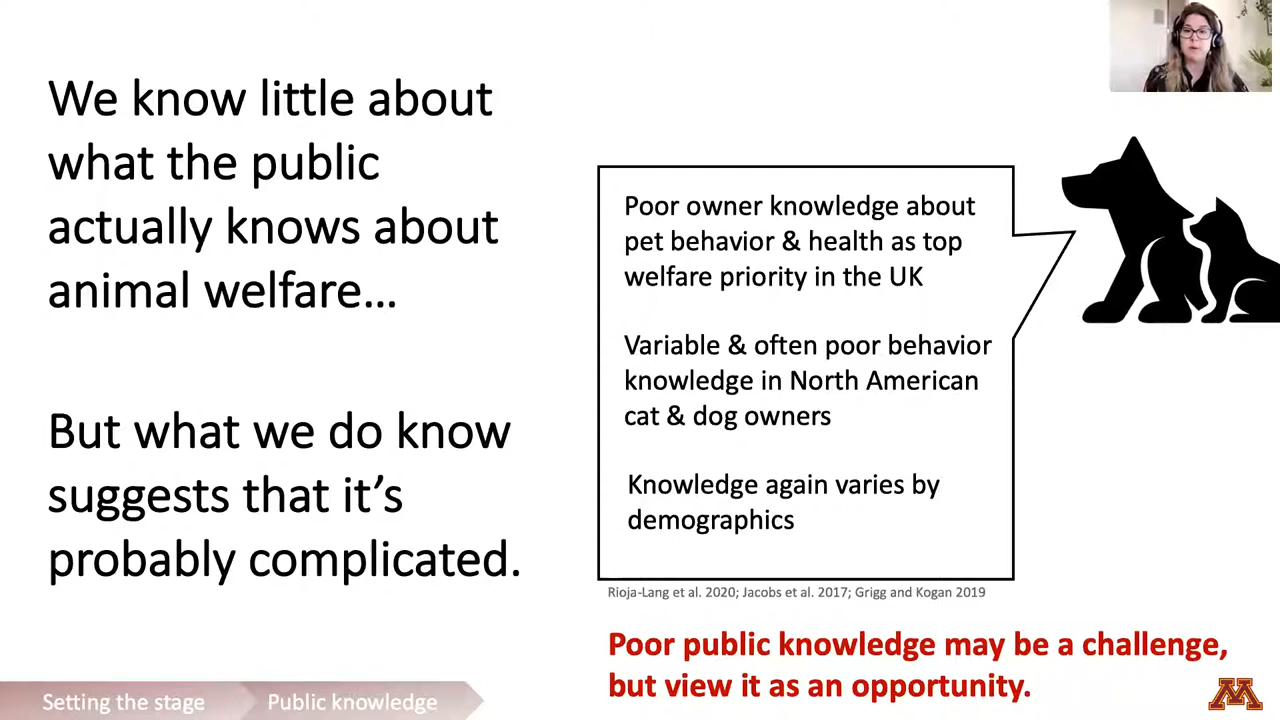 We know little about
what the public
actually knows about
animal welfare…
But what we do know
suggests that it's
probably complicated.
Poor owner knowledge about
pet behavior & health as top
welfare priority in the UK
Variable & often poor behavior
knowledge in North American
cat & dog owners
Knowledge again varies by
demographics
Rioja-Lang et al. 2020; Jacobs et al. 2017; Grigg and Kogan 2019
Poor public knowledge may be a challenge,
but view it as an opportunity.
Setting the stage
Public knowledge
M